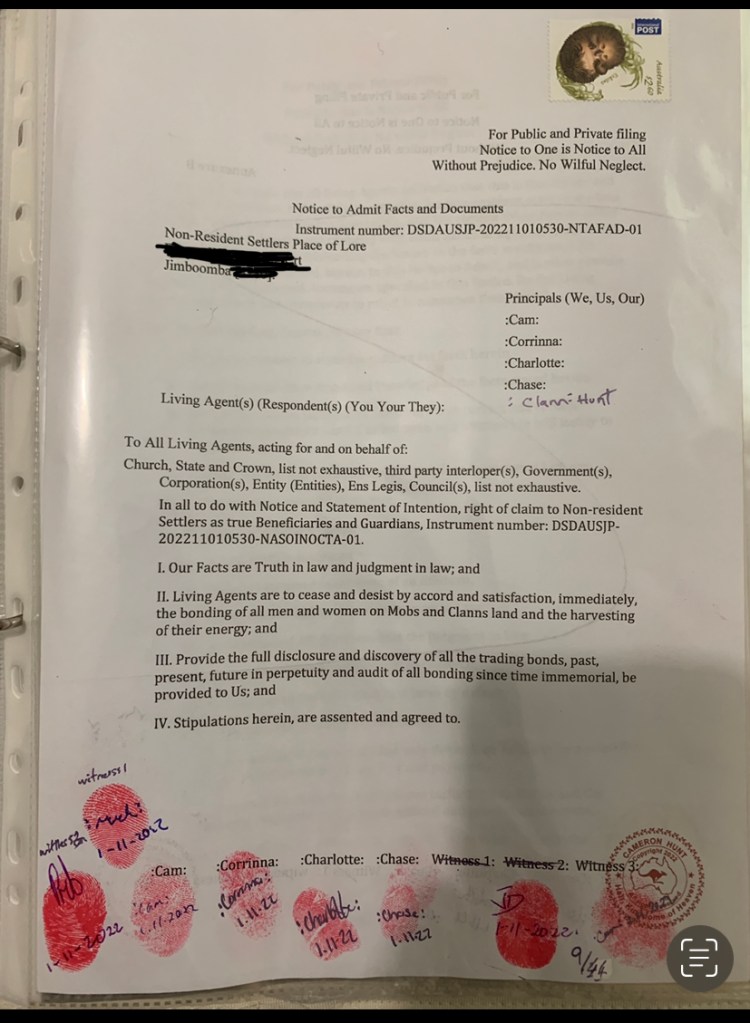 POST
Australia
$2.60
For Public and Private filing
Notice to One is Notice to All
Without Prejudice. No Wilful Neglect.
Notice to Admit Facts and Documents
Instrument number: DSDAUSJP-202211010530-NTAFAD-01
Non-Resident Settlers Place of Lore
Jimboomba
Principals (We, Us, Our)
:Cam:
:Corrinna:
:Charlotte:
:Chase:
: Clann: Hunt
Living Agent(s) (Respondent(s) (You Your They):
To All Living Agents, acting for and on behalf of:
Church, State and Crown, list not exhaustive, third party interloper(s), Government(s),
Corporation(s), Entity (Entities), Ens Legis, Council(s), list not exhaustive.
In all to do with Notice and Statement of Intention, right of claim to Non-resident
Settlers as true Beneficiaries and Guardians, Instrument number: DSDAUSJP-
202211010530-NASOINOCTA-01.
I. Our Facts are Truth in law and judgment in law; and
II. Living Agents are to cease and desist by accord and satisfaction, immediately,
the bonding of all men and women on Mobs and Clanns land and the harvesting
of their energy; and
III. Provide the full disclosure and discovery of all the trading bonds, past,
present, future in perpetuity and audit of all bonding since time immemorial, be
provided to Us; and
IV. Stipulations herein, are assented and agreed to.
witness 1
1-11-2022
1-11-2022
:Cam: :Corrinna: :Charlotte: :Chase: Witness 1: Witness 2: Witness 3:
:Cam:
1.11.2022
:Corrinna:
1.11.22
:Charlotte:
1.11.22
:Chase:
1.11.22
JD
1-11-2022.
CAMERON HUNT
9/44